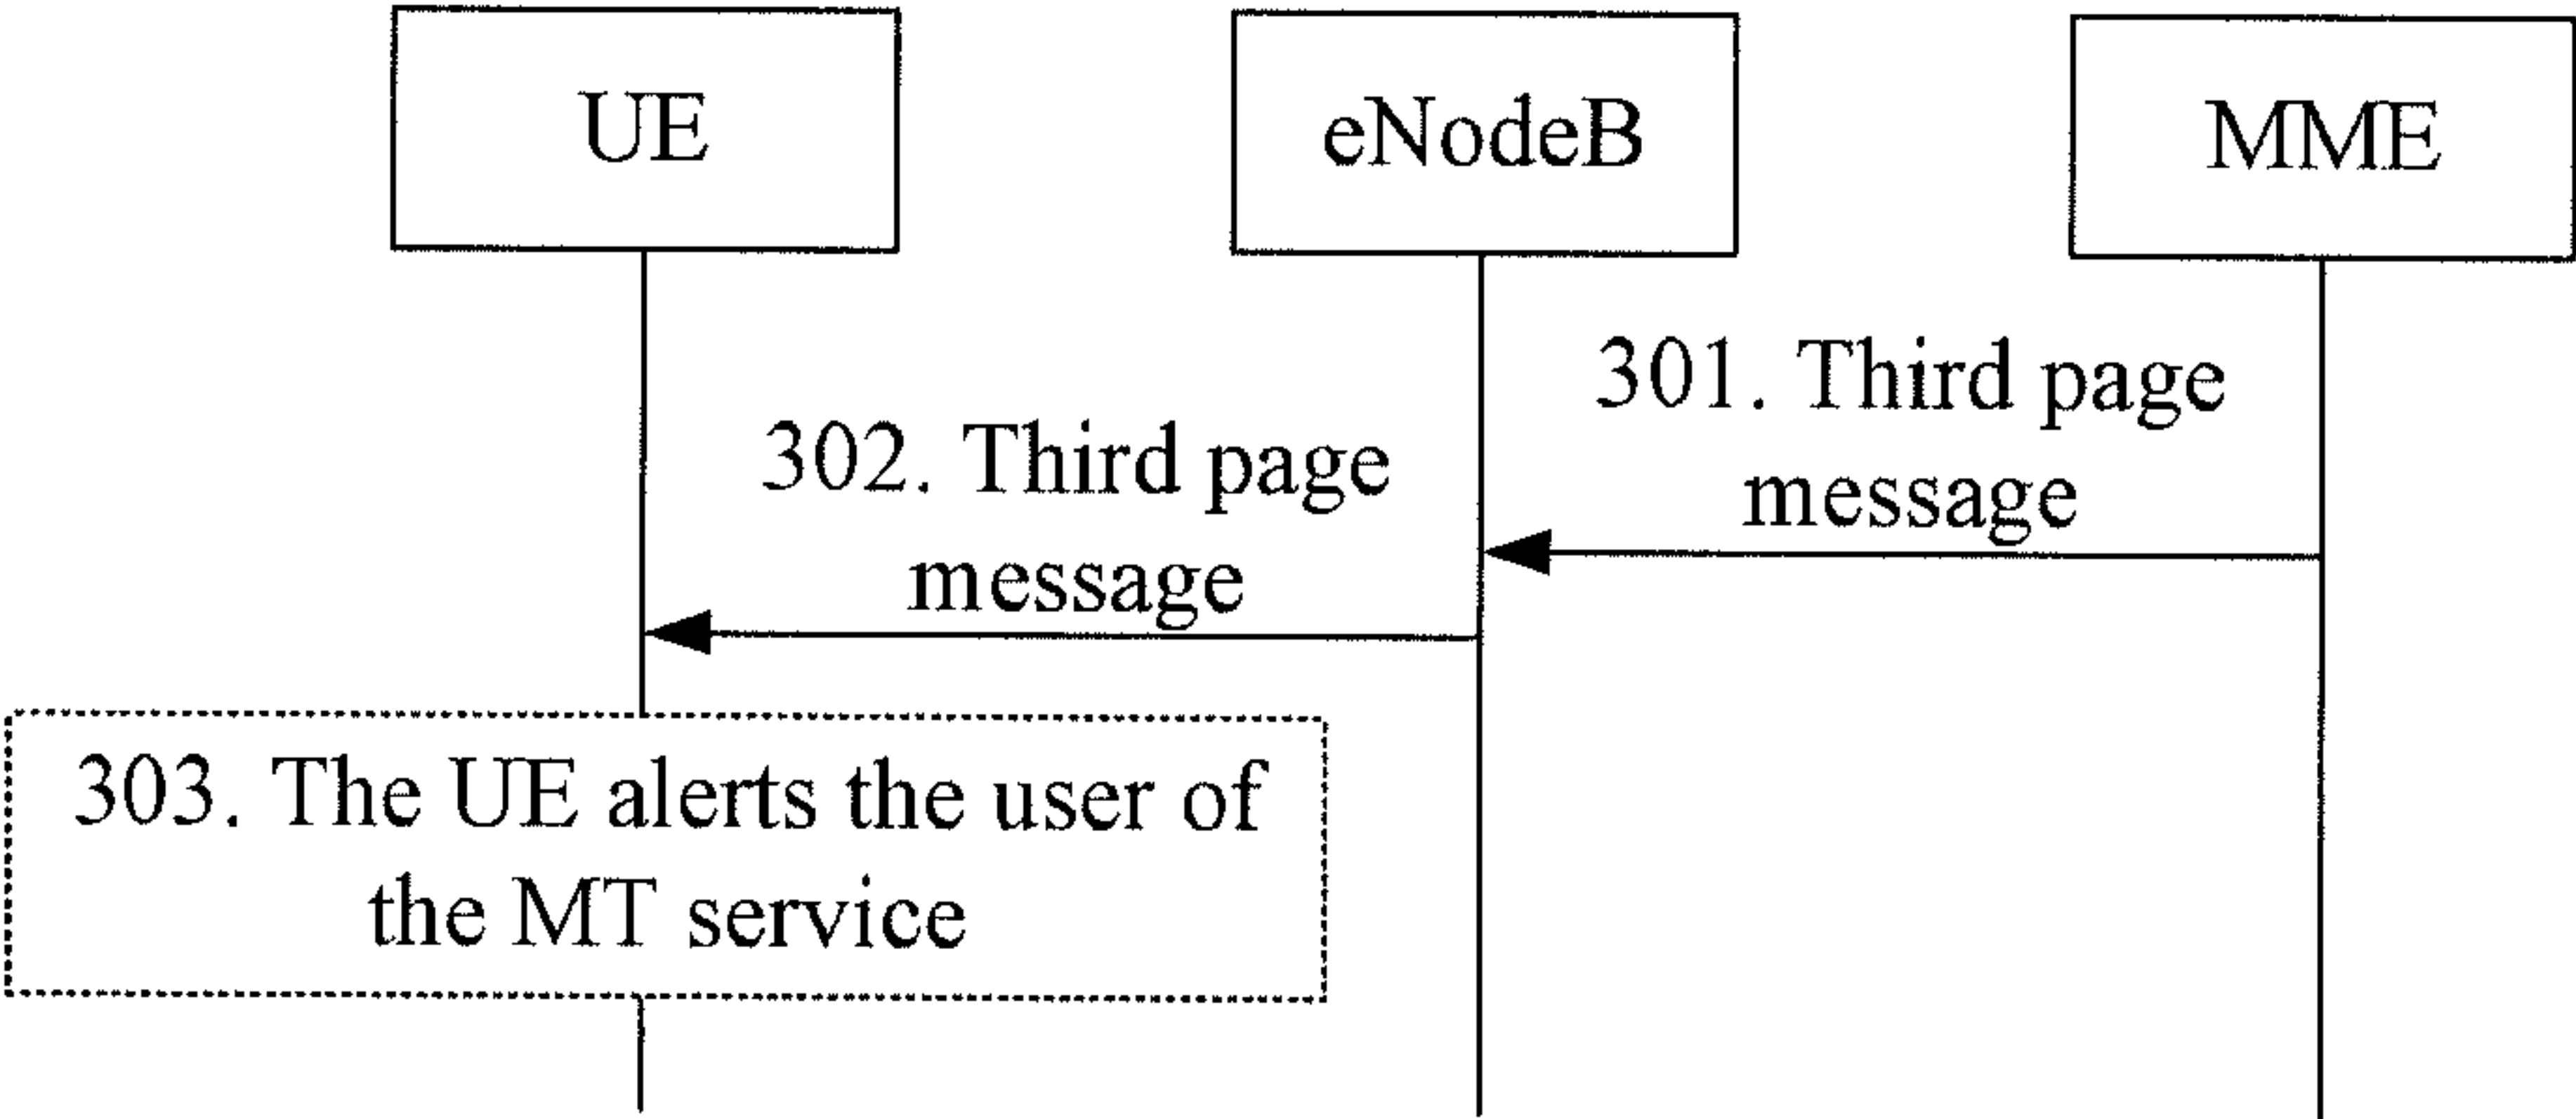 UE
eNodeB
MME
301. Third page
message
302. Third page
message
303. The UE alerts the user of
the MT service